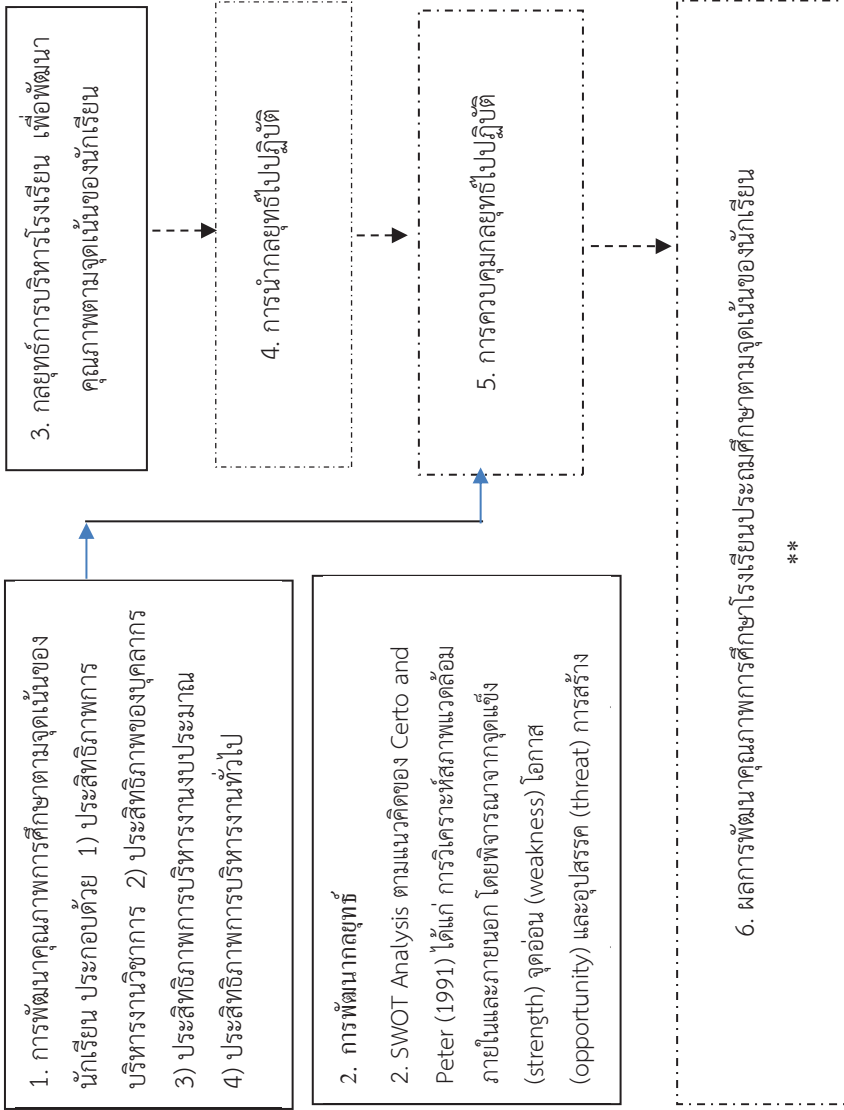 1. การพัฒนาคุณภาพการศึกษาตามจุดเน้นของ
นักเรียน ประกอบด้วย 1) ประสิทธิภาพการ
บริหารงานวิชาการ 2) ประสิทธิภาพของบุคลากร
3) ประสิทธิภาพการบริหารงานงบประมาณ
4) ประสิทธิภาพการบริหารงานทั่วไป
2. การพัฒนากลยุทธ์
2. SWOT Analysis ตามแนวคิดของ Certo and
Peter (1991) ได้แก่ การวิเคราะห์สภาพแวดล้อม
ภายในและภายนอก โดยพิจารณาจากจุดแข็ง
(strength) จุดอ่อน (weakness) โอกาส
(opportunity) และอุปสรรค (threat) การสร้าง
3. กลยุทธ์การบริหารโรงเรียน เพื่อพัฒนา
คุณภาพตามจุดเน้นของนักเรียน
4. การนำกลยุทธ์ไปปฏิบัติ
5. การควบคุมกลยุทธ์ไปปฏิบัติ
6. ผลการพัฒนาคุณภาพการศึกษาโรงเรียนประถมศึกษาตามจุดเน้นของนักเรียน
**